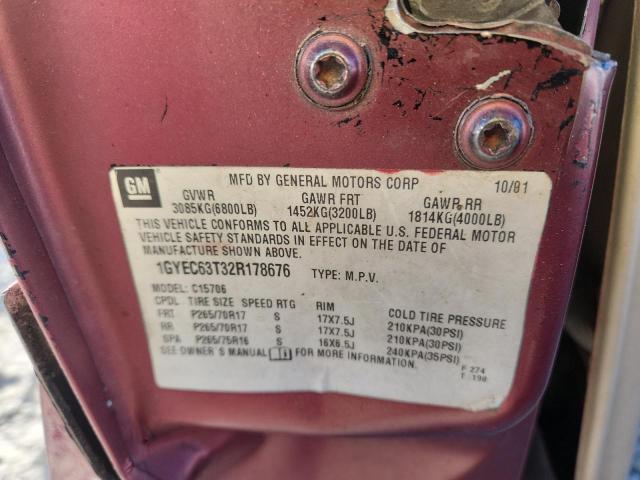 GM MFD BY GENERAL MOTORS CORP 10/01
GVWR GAWR FRT GAWR RR
3085KG(6800LB) 1452KG(3200LB) 1814KG(4000LB)
THIS VEHICLE CONFORMS TO ALL APPLICABLE U.S. FEDERAL MOTOR
VEHICLE SAFETY STANDARDS IN EFFECT ON THE DATE OF
MANUFACTURE SHOWN ABOVE.
1GYEC63T32R178676 TYPE: M.P.V.
MODEL: C15706
CPDL TIRE SIZE SPEED RTG RIM COLD TIRE PRESSURE
FRT P265/70R17 S 17X7.5J 210KPA(30PSI)
RR P265/70R17 S 17X7.5J 210KPA(30PSI)
SPA P265/75R16 S 16X6.5J 240KPA(35PSI)
SEE OWNER'S MANUAL FOR MORE INFORMATION.
F 274
T 198